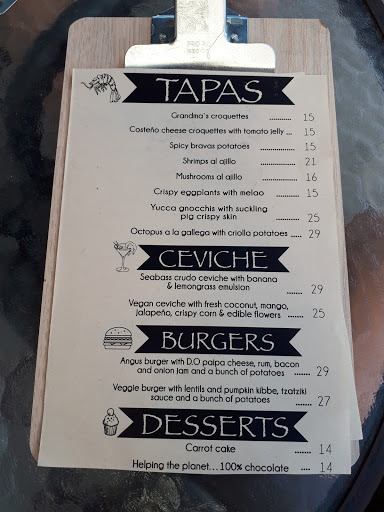 TAPAS
Grandma's croquettes .......... 15
Costeño cheese croquettes with tomato jelly ... 15
Spicy bravas potatoes .......... 15
Shrimps al ajillo .......... 21
Mushrooms al ajillo .......... 16
Crispy eggplants with melao .......... 15
Yucca gnocchis with suckling
pig crispy skin .......... 25
Octopus a la gallega with criolla potatoes ..... 29
CEVICHE
Seabass crudo ceviche with banana
& lemongrass emulsion ....... 29
Vegan ceviche with fresh coconut, mango,
jalapeño, crispy corn & edible flowers ....... 25
BURGERS
Angus burger with D.O paipa cheese, rum, bacon
and onion jam and a bunch of potatoes ....... 29
Veggie burger with lentils and pumpkin kibbe, tzatziki
sauce and a bunch of potatoes ....... 27
DESSERTS
Carrot cake ....... 14
Helping the planet... 100% chocolate .... 14